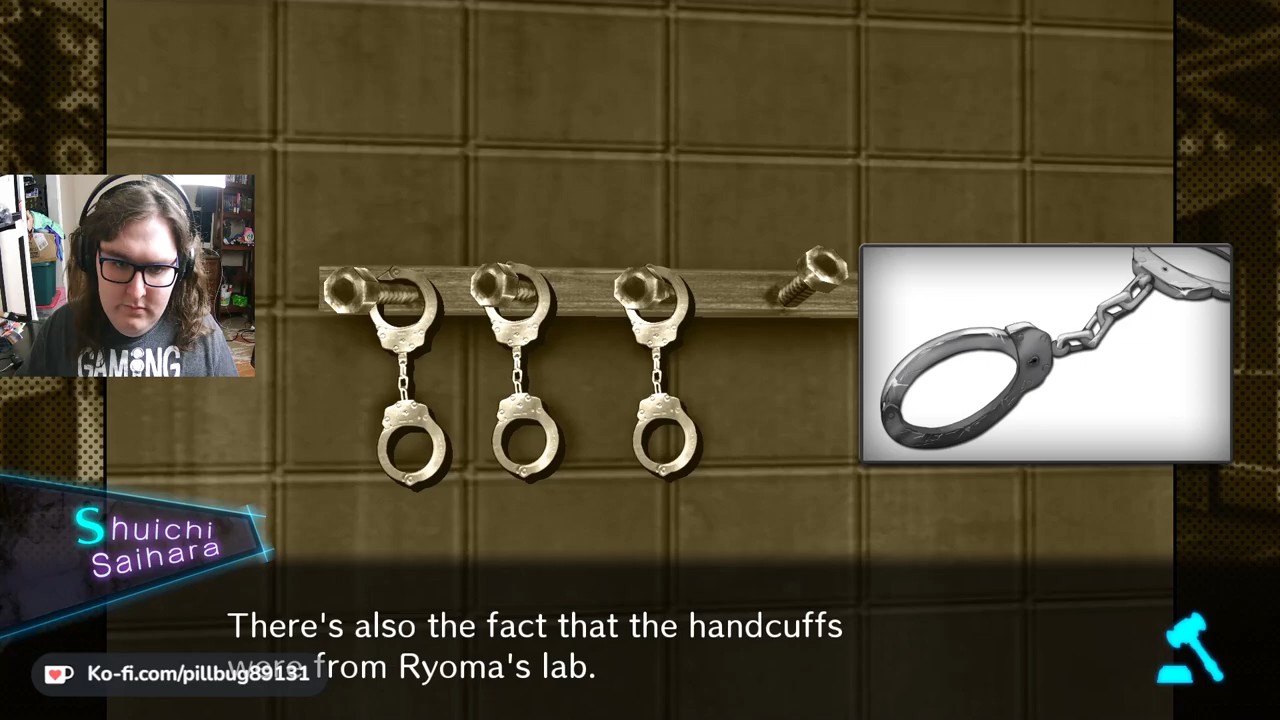 GAMING
Shuichi
Saihara
There's also the fact that the handcuffs
were from Ryoma's lab.
Ko-fi.com/pillbug89131